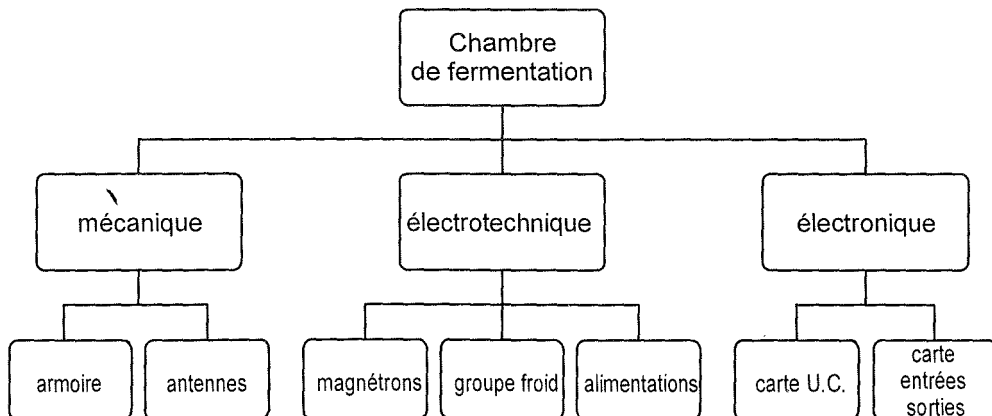 Chambre
de fermentation
mécanique
électrotechnique
électronique
armoire
antennes
magnétrons
groupe froid
alimentations
carte U.C.
carte
entrées
sorties